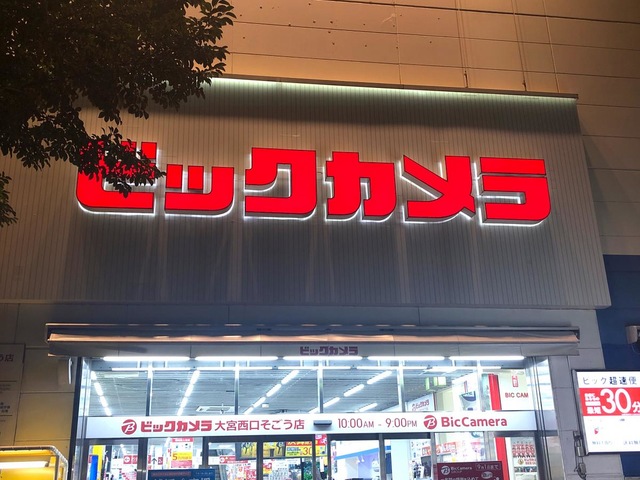 ビックカメラ
ビックカメラ
ビックカメラ 大宮西口そごう店 10:00AM - 9:00PM BicCamera
BIC CAM
ビック超速便
30分
BicCamera